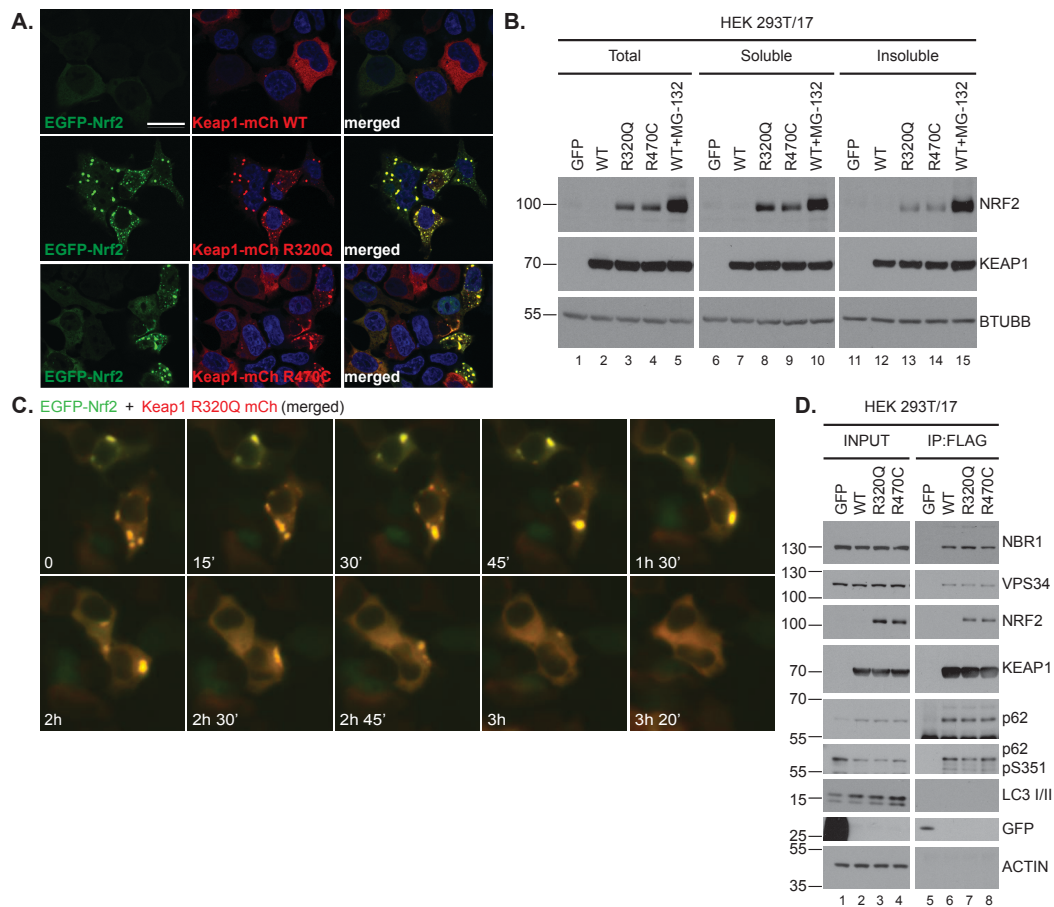 A.
EGFP-Nrf2 Keap1-mCh WT merged
EGFP-Nrf2 Keap1-mCh R320Q merged
EGFP-Nrf2 Keap1-mCh R470C merged
B.
HEK 293T/17
Total Soluble Insoluble
GFP WT R320Q R470C WT+MG-132 GFP WT R320Q R470C WT+MG-132 GFP WT R320Q R470C WT+MG-132
100 NRF2
70 KEAP1
55 BTUBB
1 2 3 4 5 6 7 8 9 10 11 12 13 14 15
C. EGFP-Nrf2 + Keap1 R320Q mCh (merged)
0 15' 30' 45' 1h 30'
2h 2h 30' 2h 45' 3h 3h 20'
D.
HEK 293T/17
INPUT IP:FLAG
GFP WT R320Q R470C GFP WT R320Q R470C
130 NBR1
130
100 VPS34
100 NRF2
70 KEAP1
70
55 p62
55 p62 pS351
15 LC3 I/II
25 GFP
55
35 ACTIN
1 2 3 4 5 6 7 8